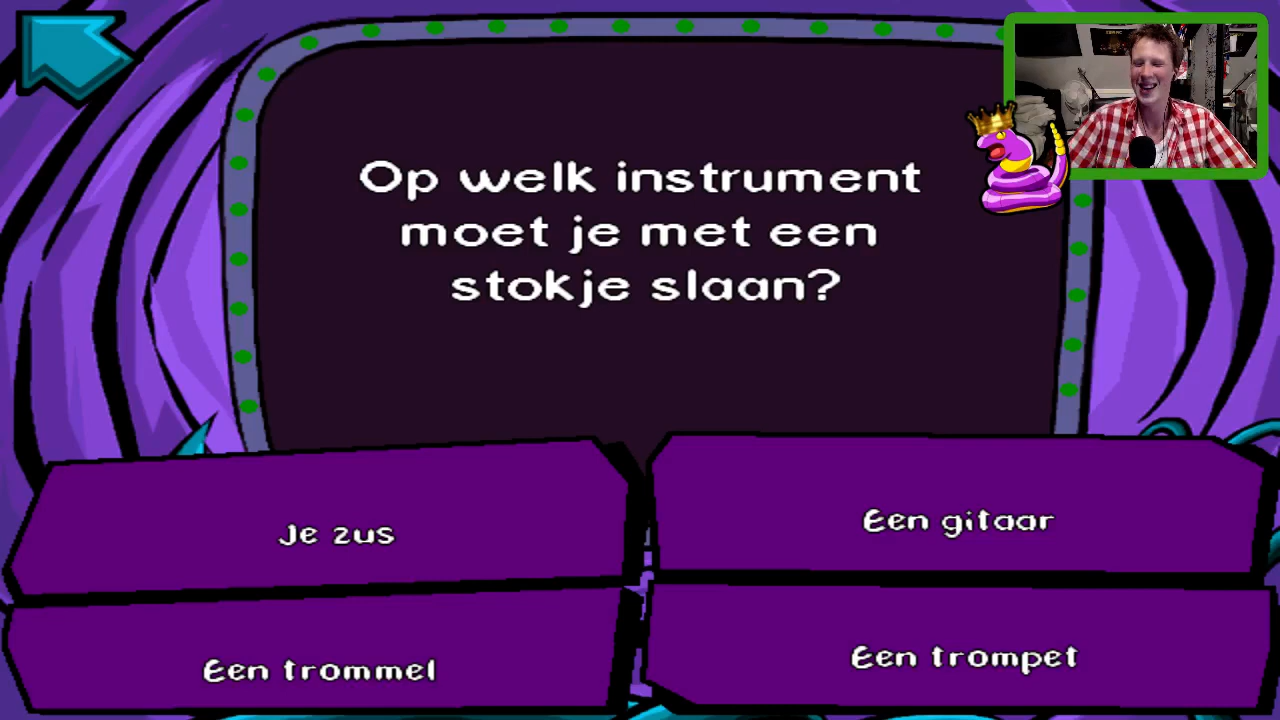 Op welk instrument
moet je met een
stokje slaan?
Je zus
Een gitaar
Een trommel
Een trompet